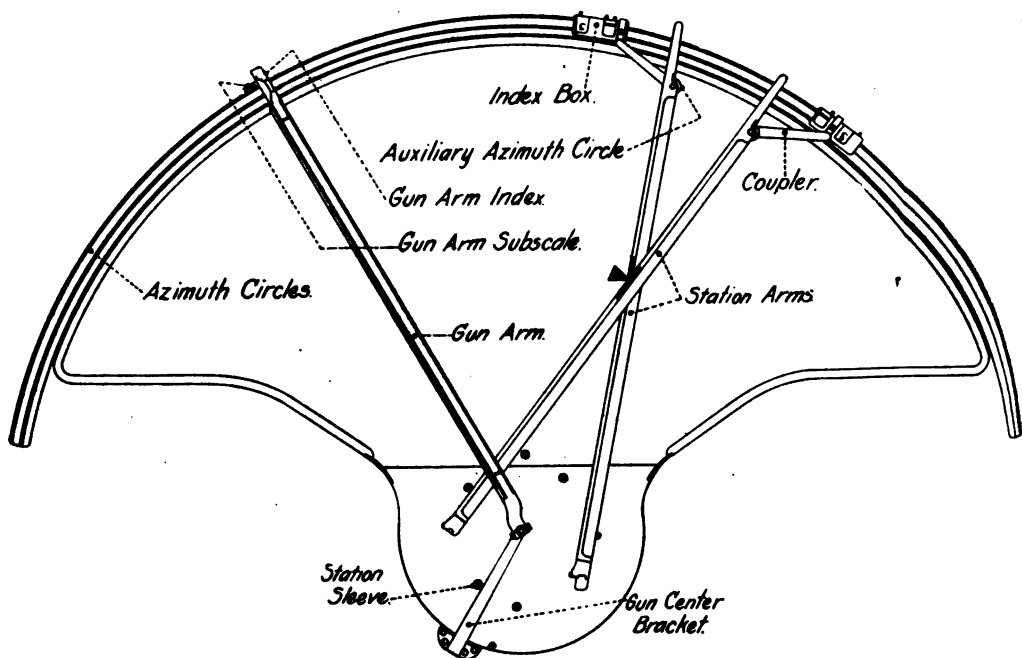 Index Box.
Auxiliary Azimuth Circle
Coupler.
Gun Arm Index.
Gun Arm Subscale.
Azimuth Circles.
Station Arms.
Gun Arm.
Station
Sleeve.
Gun Center
Bracket.